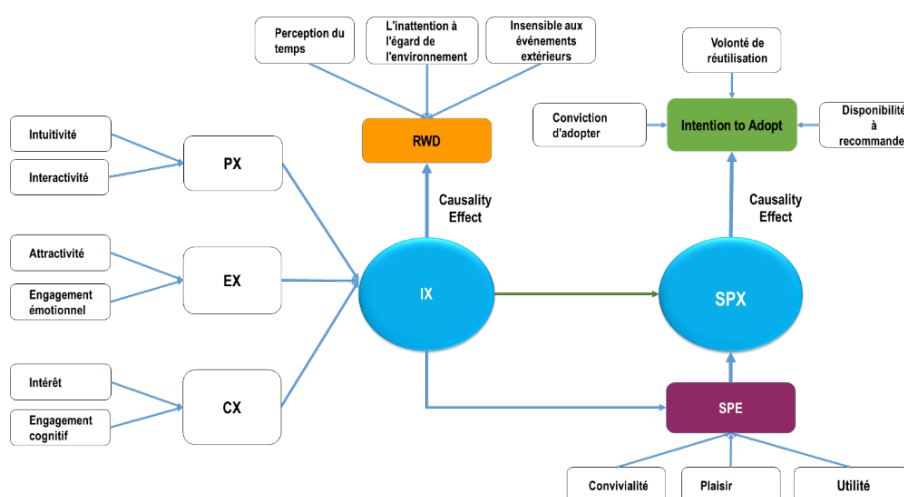 Perception du
temps
L'inattention à
l'égard de
l'environnement
Insensible aux
événements
extérieurs
Volonté de
réutilisation
RWD
Conviction
d'adopter
Intention to Adopt
Disponibilité
à
recommande
Intuitivité
Interactivité
PX
Causality
Effect
Causality
Effect
Attractivité
Engagement
émotionnel
EX
IX
SPX
Intérêt
Engagement
cognitif
CX
SPE
Convivialité
Plaisir
Utilité